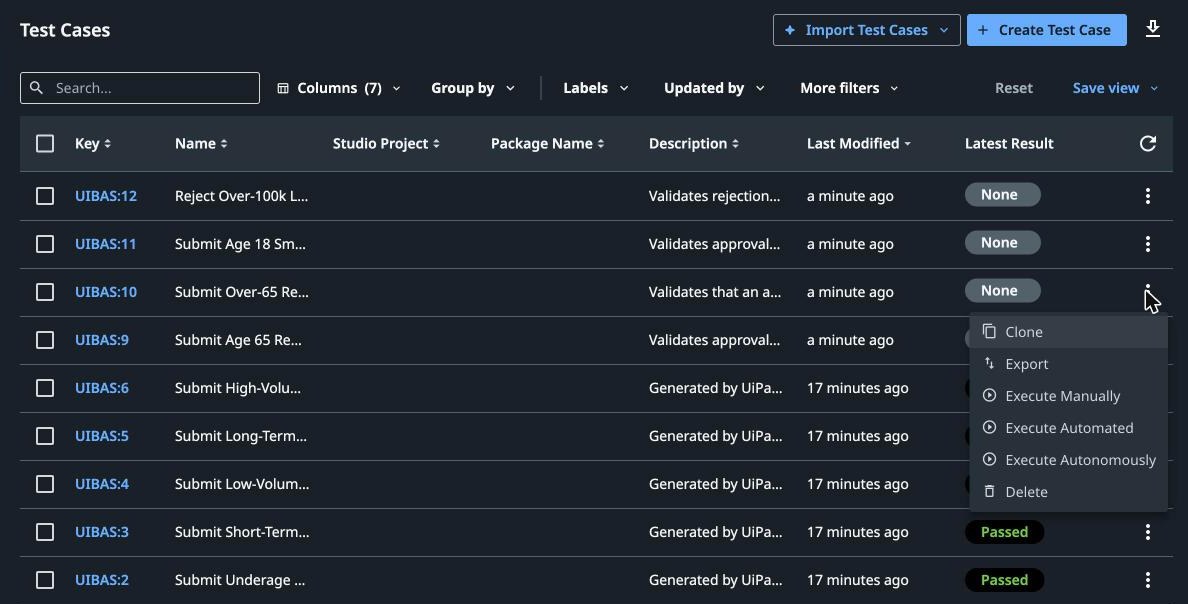 Test Cases
Import Test Cases
Create Test Case
Search...
Columns (7)
Group by
Labels
Updated by
More filters
Reset
Save view
Key Name Studio Project Package Name Description Last Modified Latest Result
UIBAS:12 Reject Over-100k L... Validates rejection... a minute ago None
UIBAS:11 Submit Age 18 Sm... Validates approval... a minute ago None
UIBAS:10 Submit Over-65 Re... Validates that an a... a minute ago None
UIBAS:9 Submit Age 65 Re... Validates approval... a minute ago
UIBAS:6 Submit High-Volu... Generated by UiPa... 17 minutes ago
UIBAS:5 Submit Long-Term... Generated by UiPa... 17 minutes ago
UIBAS:4 Submit Low-Volum... Generated by UiPa... 17 minutes ago
UIBAS:3 Submit Short-Term... Generated by UiPa... 17 minutes ago Passed
UIBAS:2 Submit Underage ... Generated by UiPa... 17 minutes ago Passed
Clone
Export
Execute Manually
Execute Automated
Execute Autonomously
Delete